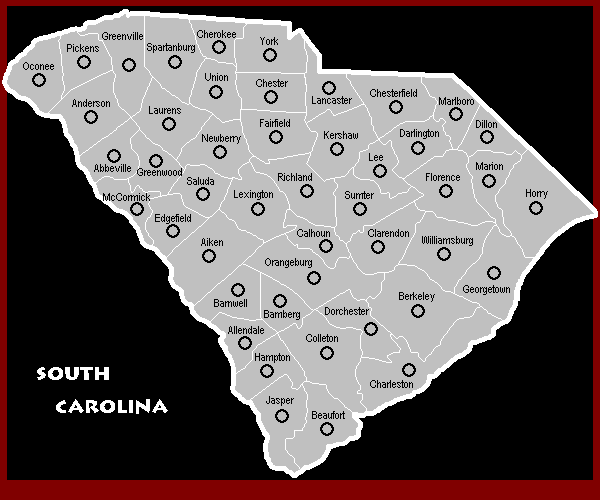 Greenville
Cherokee
York
Pickens
Spartanburg
Oconee
Union
Chester
Lancaster
Chesterfield
Marlboro
Anderson
Laurens
Fairfield
Kershaw
Darlington
Dillon
Newberry
Abbeville
Greenwood
Lee
Marion
Saluda
Richland
Florence
McCormick
Lexington
Sumter
Horry
Edgefield
Aiken
Calhoun
Clarendon
Williamsburg
Orangeburg
Georgetown
Barnwell
Bamberg
Dorchester
Berkeley
Allendale
Colleton
Hampton
Charleston
SOUTH
CAROLINA
Jasper
Beaufort